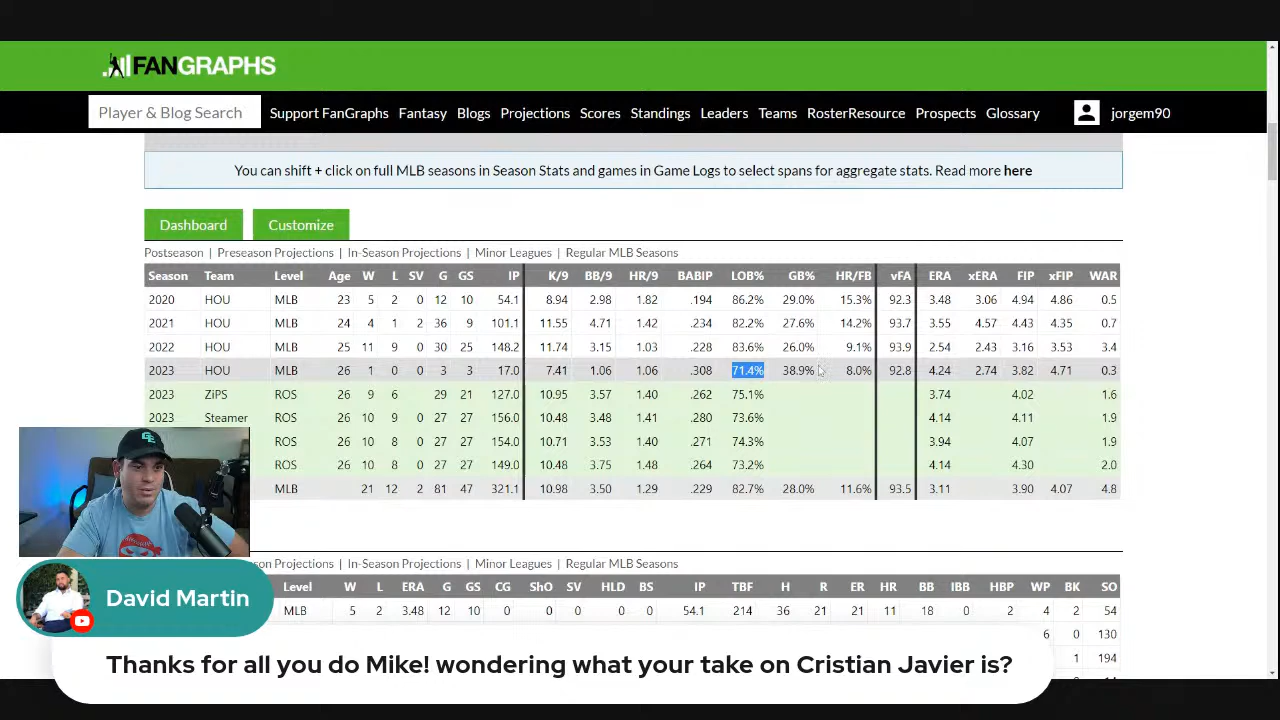 FANGRAPHS
Player & Blog Search Support FanGraphs Fantasy Blogs Projections Scores Standings Leaders Teams RosterResource Prospects Glossary jorgem90
You can shift + click on full MLB seasons in Season Stats and games in Game Logs to select spans for aggregate stats. Read more here
Dashboard Customize
Postseason | Preseason Projections | In-Season Projections | Minor Leagues | Regular MLB Seasons
Season Team Level Age W L SV G GS IP K/9 BB/9 HR/9 BABIP LOB% GB% HR/FB vFA ERA xERA FIP xFIP WAR
2020 HOU MLB 23 5 2 0 12 10 54.1 8.94 2.98 1.82 .194 86.2% 29.0% 15.3% 92.3 3.48 3.06 4.94 4.86 0.5
2021 HOU MLB 24 4 1 2 36 9 101.1 11.55 4.71 1.42 .234 82.2% 27.6% 14.2% 93.7 3.55 4.57 4.43 4.35 0.7
2022 HOU MLB 25 11 9 0 30 25 148.2 11.74 3.15 1.03 .228 83.6% 26.0% 9.1% 93.9 2.54 2.43 3.16 3.53 3.4
2023 HOU MLB 26 1 0 0 3 3 17.0 7.41 1.06 1.06 .308 71.4% 38.9% 8.0% 92.8 4.24 2.74 3.82 4.71 0.3
2023 ZiPS ROS 26 9 6 29 21 127.0 10.95 3.57 1.40 .262 75.1% 3.74 4.02 1.6
2023 Steamer ROS 26 10 9 0 27 27 156.0 10.48 3.48 1.41 .280 73.6% 4.14 4.11 1.9
ROS 26 10 8 0 27 27 154.0 10.71 3.53 1.40 .271 74.3% 3.94 4.07 1.9
ROS 26 10 8 0 27 27 149.0 10.48 3.75 1.48 .264 73.2% 4.14 4.30 2.0
MLB 21 12 2 81 47 321.1 10.98 3.50 1.29 .229 82.7% 28.0% 11.6% 93.5 3.11 3.90 4.07 4.8
son Projections | In-Season Projections | Minor Leagues | Regular MLB Seasons
Level W L ERA G GS CG ShO SV HLD BS IP TBF H R ER HR BB IBB HBP WP BK SO
MLB 5 2 3.48 12 10 0 0 0 0 0 54.1 214 36 21 21 11 18 0 2 4 2 54
6 0 130
1 194
David Martin
Thanks for all you do Mike! wondering what your take on Cristian Javier is?